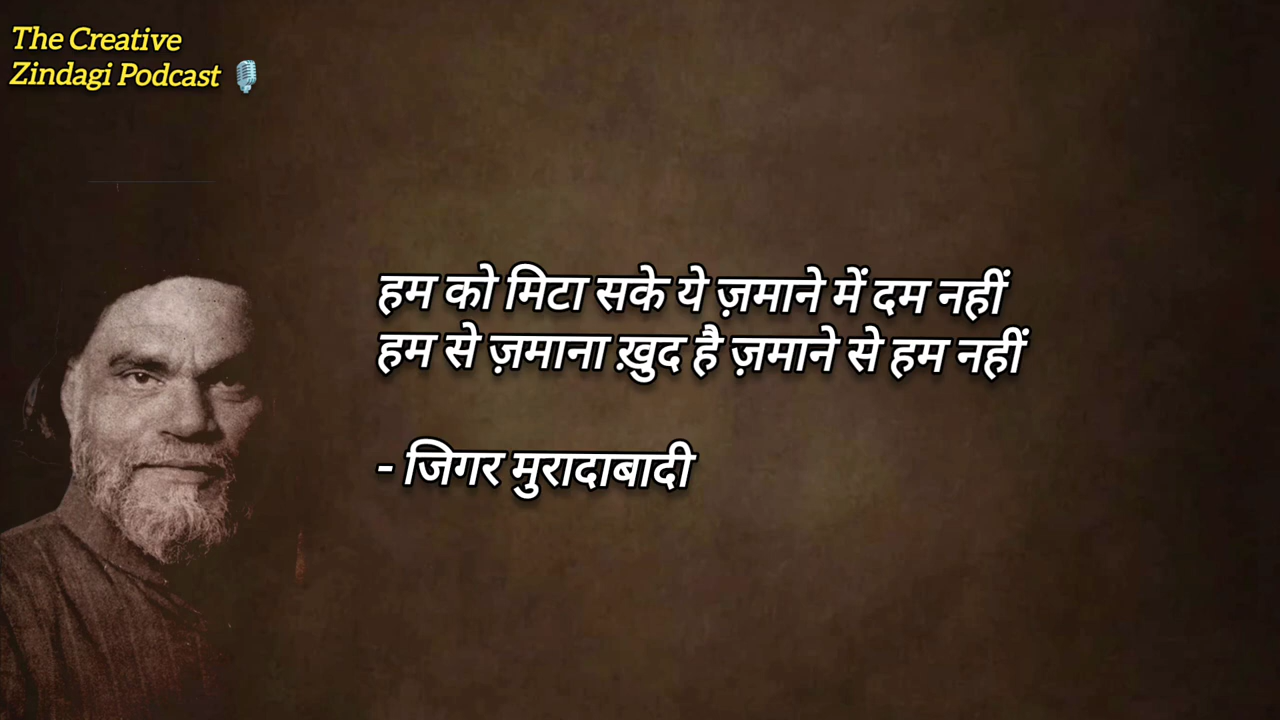 The Creative
Zindagi Podcast
हम को मिटा सके ये ज़माने में दम नहीं
हम से ज़माना ख़ुद है ज़माने से हम नहीं
- जिगर मुरादाबादी